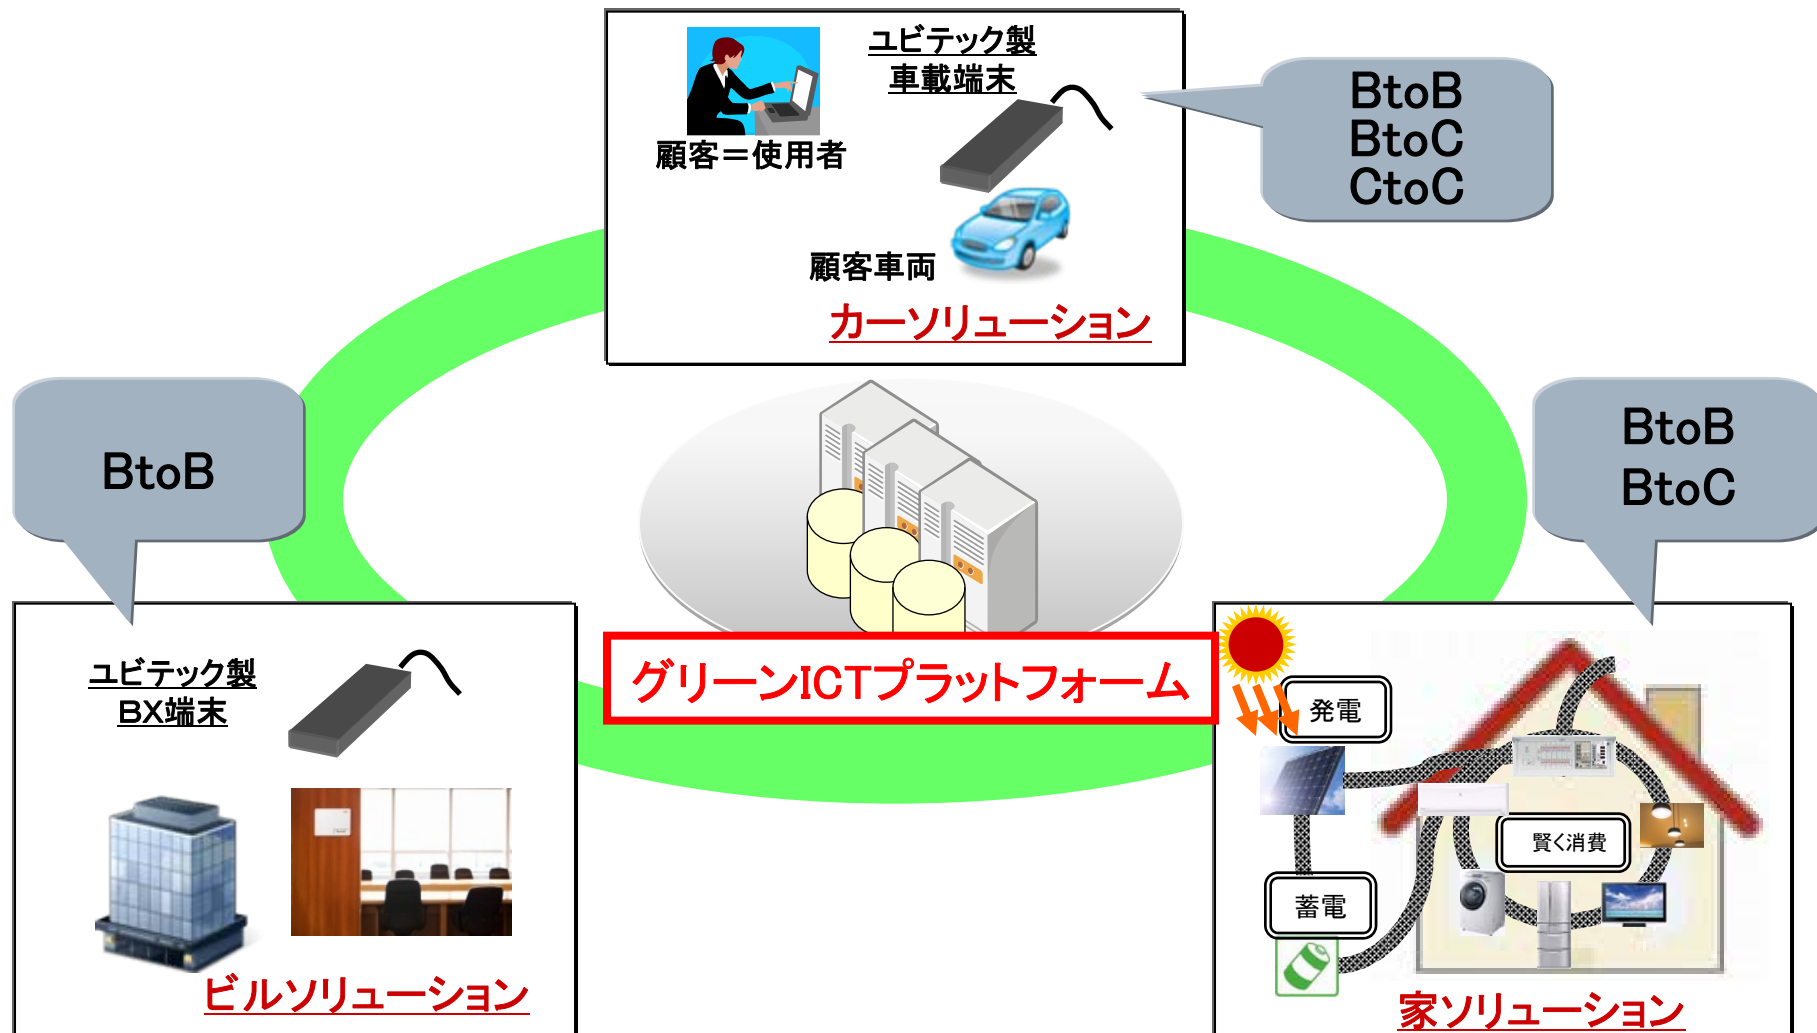 ユビテック製
車載端末
顧客＝使用者
顧客車両
カーソリューション
BtoB
BtoC
CtoC
BtoB
BtoB
BtoC
グリーンICTプラットフォーム
ユビテック製
BX端末
ビルソリューション
発電
賢く消費
蓄電
家ソリューション